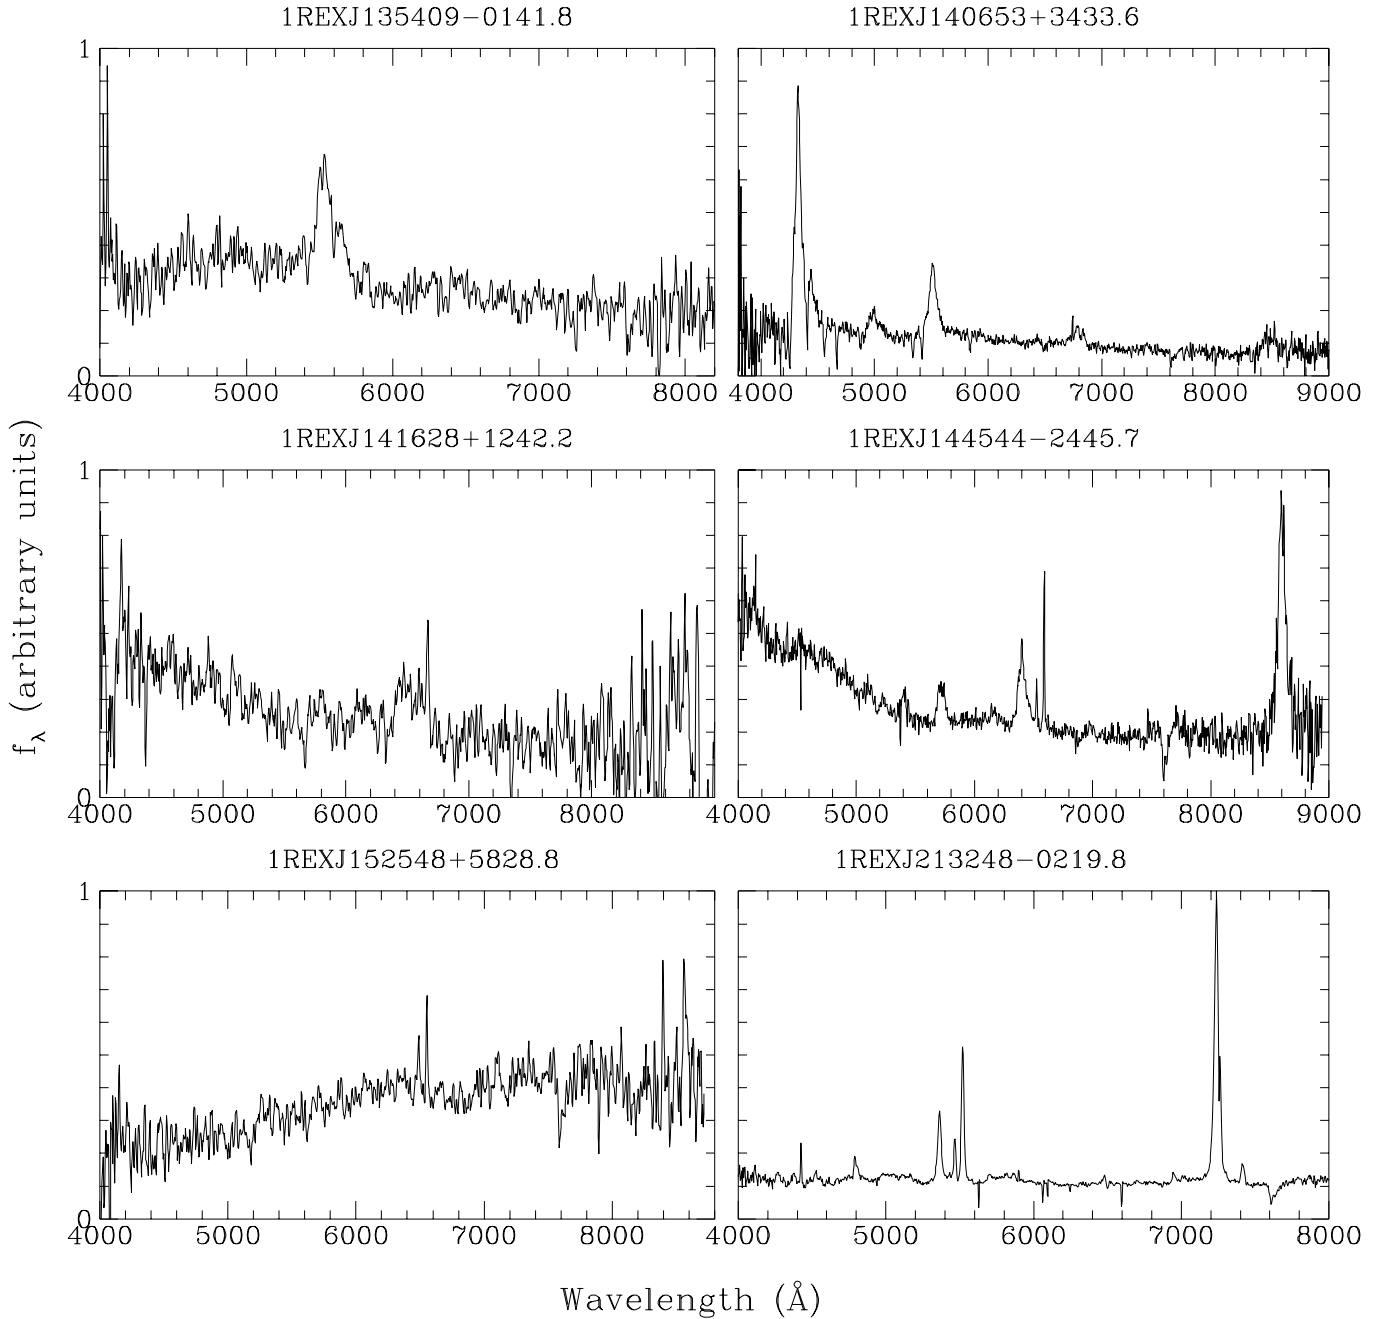 1REXJ135409−0141.8 1REXJ140653+3433.6
1
0
4000 5000 6000 7000 8000 4000 5000 6000 7000 8000 9000
1REXJ141628+1242.2 1REXJ144544−2445.7
1
0
4000 5000 6000 7000 8000 4000 5000 6000 7000 8000 9000
1REXJ152548+5828.8 1REXJ213248−0219.8
1
0
4000 5000 6000 7000 8000 4000 5000 6000 7000 8000
fλ (arbitrary units)
Wavelength (Å)